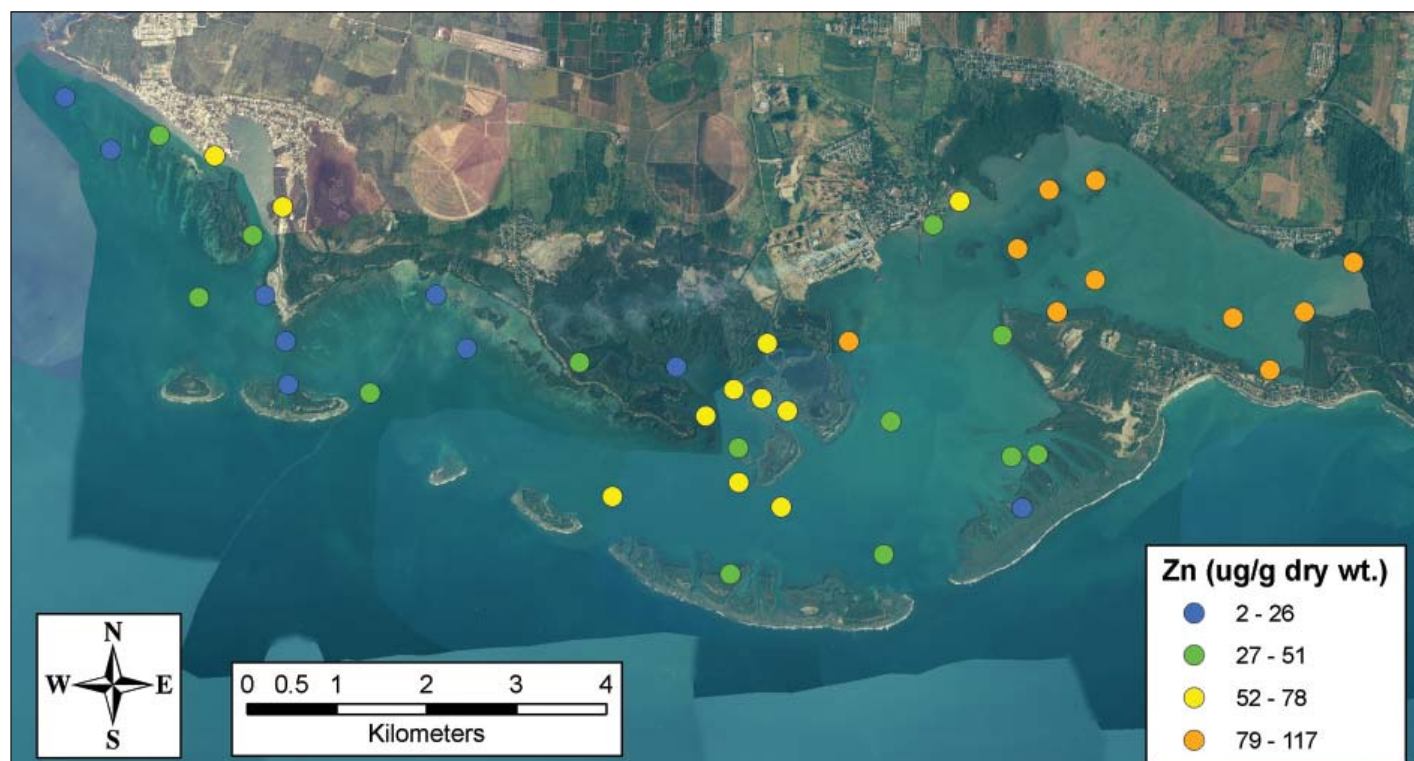 N
W E
S
0 0.5 1 2 3 4
Kilometers
Zn (ug/g dry wt.)
2 - 26
27 - 51
52 - 78
79 - 117